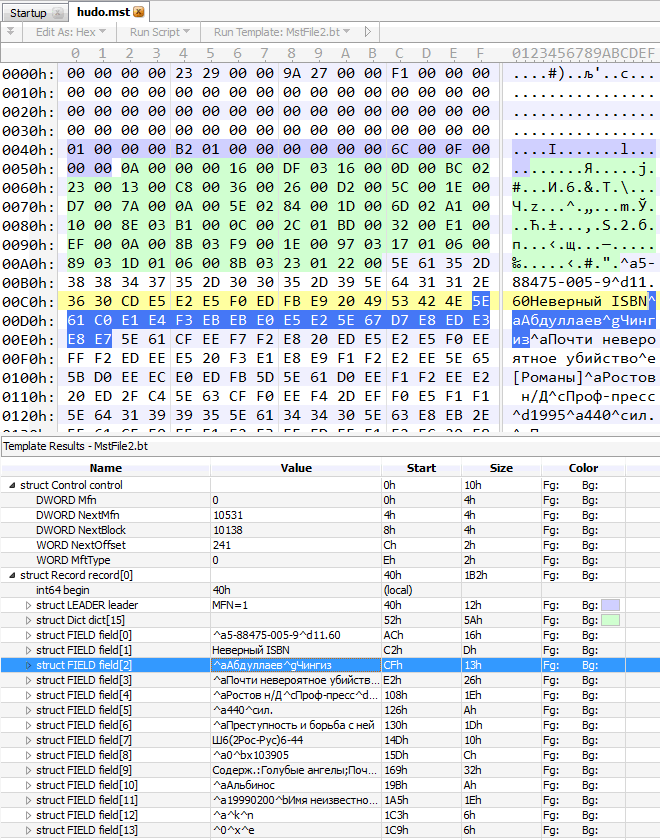 Startup hudo.mst
Edit As: Hex Run Script Run Template: MstFile2.bt
0 1 2 3 4 5 6 7 8 9 A B C D E F 0123456789ABCDEF
0000h: 00 00 00 00 23 29 00 00 9A 27 00 00 F1 00 00 00 ....#)..љ'..с...
0010h: 00 00 00 00 00 00 00 00 00 00 00 00 00 00 00 00 ................
0020h: 00 00 00 00 00 00 00 00 00 00 00 00 00 00 00 00 ................
0030h: 00 00 00 00 00 00 00 00 00 00 00 00 00 00 00 00 ................
0040h: 01 00 00 00 B2 01 00 00 00 00 00 00 6C 00 0F 00 ....І.......l...
0050h: 00 00 0A 00 00 00 16 00 DF 03 16 00 0D 00 BC 02 ........Я.....ј.
0060h: 23 00 13 00 C8 00 36 00 26 00 D2 00 5C 00 1E 00 #...И.6.&.Т.\...
0070h: D7 00 7A 00 0A 00 5E 02 84 00 1D 00 6D 02 A1 00 Ч.z...^.„...m.Ў.
0080h: 10 00 8E 03 B1 00 0C 00 2C 01 BD 00 32 00 E1 00 ..Ћ.±...,.Ѕ.2.б.
0090h: EF 00 0A 00 8B 03 F9 00 1E 00 97 03 17 01 06 00 п...‹.щ...—.....
00A0h: 89 03 1D 01 06 00 8B 03 23 01 22 00 5E 61 35 2D ‰.....‹.#.".^a5-
00B0h: 38 38 34 37 35 2D 30 30 35 2D 39 5E 64 31 31 2E 88475-005-9^d11.
00C0h: 36 30 CD E5 E2 E5 F0 ED FB E9 20 49 53 42 4E 5E 60Неверный ISBN^
00D0h: 61 C0 E1 E4 F3 EB EB E0 E5 E2 5E 67 D7 E8 ED E3 aАбдуллаев^gЧинг
00E0h: E8 E7 5E 61 CF EE F7 F2 E8 20 ED E5 E2 E5 F0 EE из^aПочти неверо
00F0h: FF F2 ED EE E5 20 F3 E1 E8 E9 F1 F2 E2 EE 5E 65 ятное убийство^e
0100h: 5B D0 EE EC E0 ED FB 5D 5E 61 D0 EE F1 F2 EE E2 [Романы]^aРостов
0110h: 20 ED 2F C4 5E 63 CF F0 EE F4 2D EF F0 E5 F1 F1 н/Д^cПроф-пресс
0120h: 5E 64 31 39 39 35 5E 61 34 34 30 5E 63 E8 EB 2E ^d1995^a440^cил.
Template Results - MstFile2.bt
Name Value Start Size Color
struct Control control 0h 10h Fg: Bg:
DWORD Mfn 0 0h 4h Fg: Bg:
DWORD NextMfn 10531 4h 4h Fg: Bg:
DWORD NextBlock 10138 8h 4h Fg: Bg:
WORD NextOffset 241 Ch 2h Fg: Bg:
WORD MftType 0 Eh 2h Fg: Bg:
struct Record record[0] 40h 1B2h Fg: Bg:
int64 begin 40h (local) Fg: Bg:
struct LEADER leader MFN=1 40h 12h Fg: Bg:
struct Dict dict[15] 52h 5Ah Fg: Bg:
struct FIELD field[0] ^a5-88475-005-9^d11.60 ACh 16h Fg: Bg:
struct FIELD field[1] Неверный ISBN C2h Dh Fg: Bg:
struct FIELD field[2] ^aАбдуллаев^gЧингиз CFh 13h Fg: Bg:
struct FIELD field[3] ^aПочти невероятное убийств... E2h 26h Fg: Bg:
struct FIELD field[4] ^aРостов н/Д^cПроф-пресс^d... 108h 1Eh Fg: Bg:
struct FIELD field[5] ^a440^cил. 126h Ah Fg: Bg:
struct FIELD field[6] ^aПреступность и борьба с ней 130h 1Dh Fg: Bg:
struct FIELD field[7] Ш6(2Рос-Рус)6-44 14Dh 10h Fg: Bg:
struct FIELD field[8] ^a0^bx103905 15Dh Ch Fg: Bg:
struct FIELD field[9] Содерж.:Голубые ангелы;Поч... 169h 32h Fg: Bg:
struct FIELD field[10] ^aАльбинос 19Bh Ah Fg: Bg:
struct FIELD field[11] ^a19990200^bИмя неизвестно... 1A5h 1Eh Fg: Bg:
struct FIELD field[12] ^a^k^n 1C3h 6h Fg: Bg:
struct FIELD field[13] ^0^x^e 1C9h 6h Fg: Bg: